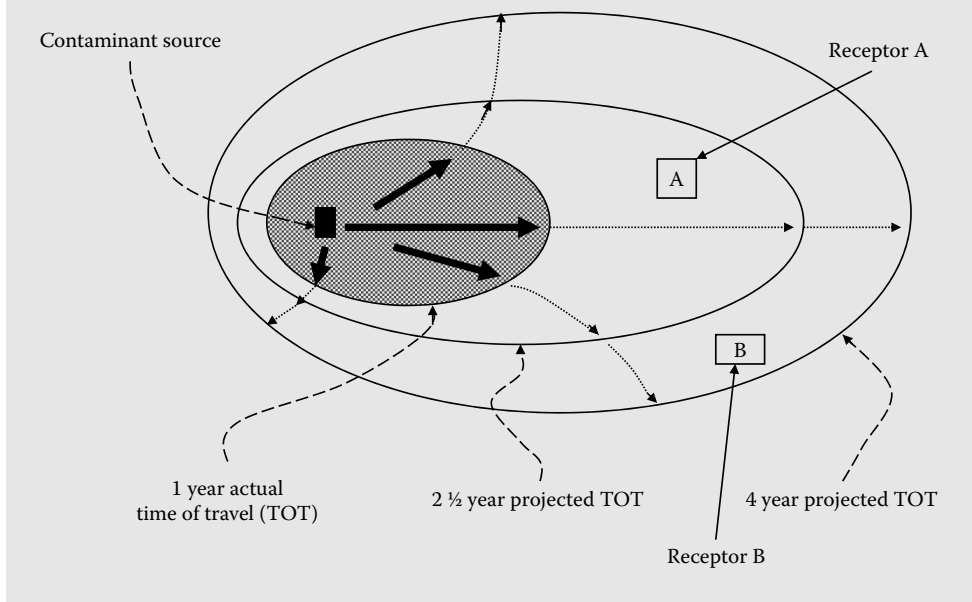 Contaminant source
Receptor A
A
B
1 year actual
time of travel (TOT)
2 ½ year projected TOT
4 year projected TOT
Receptor B